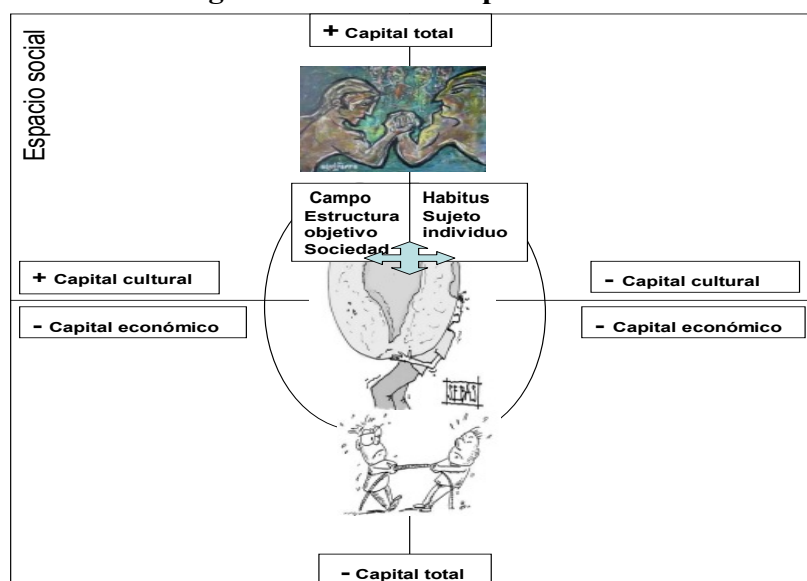 + Capital total
Espacio social
Campo
Estructura
objetivo
Sociedad
Habitus
Sujeto
individuo
+ Capital cultural
- Capital económico
- Capital cultural
- Capital económico
SEBAS
- Capital total